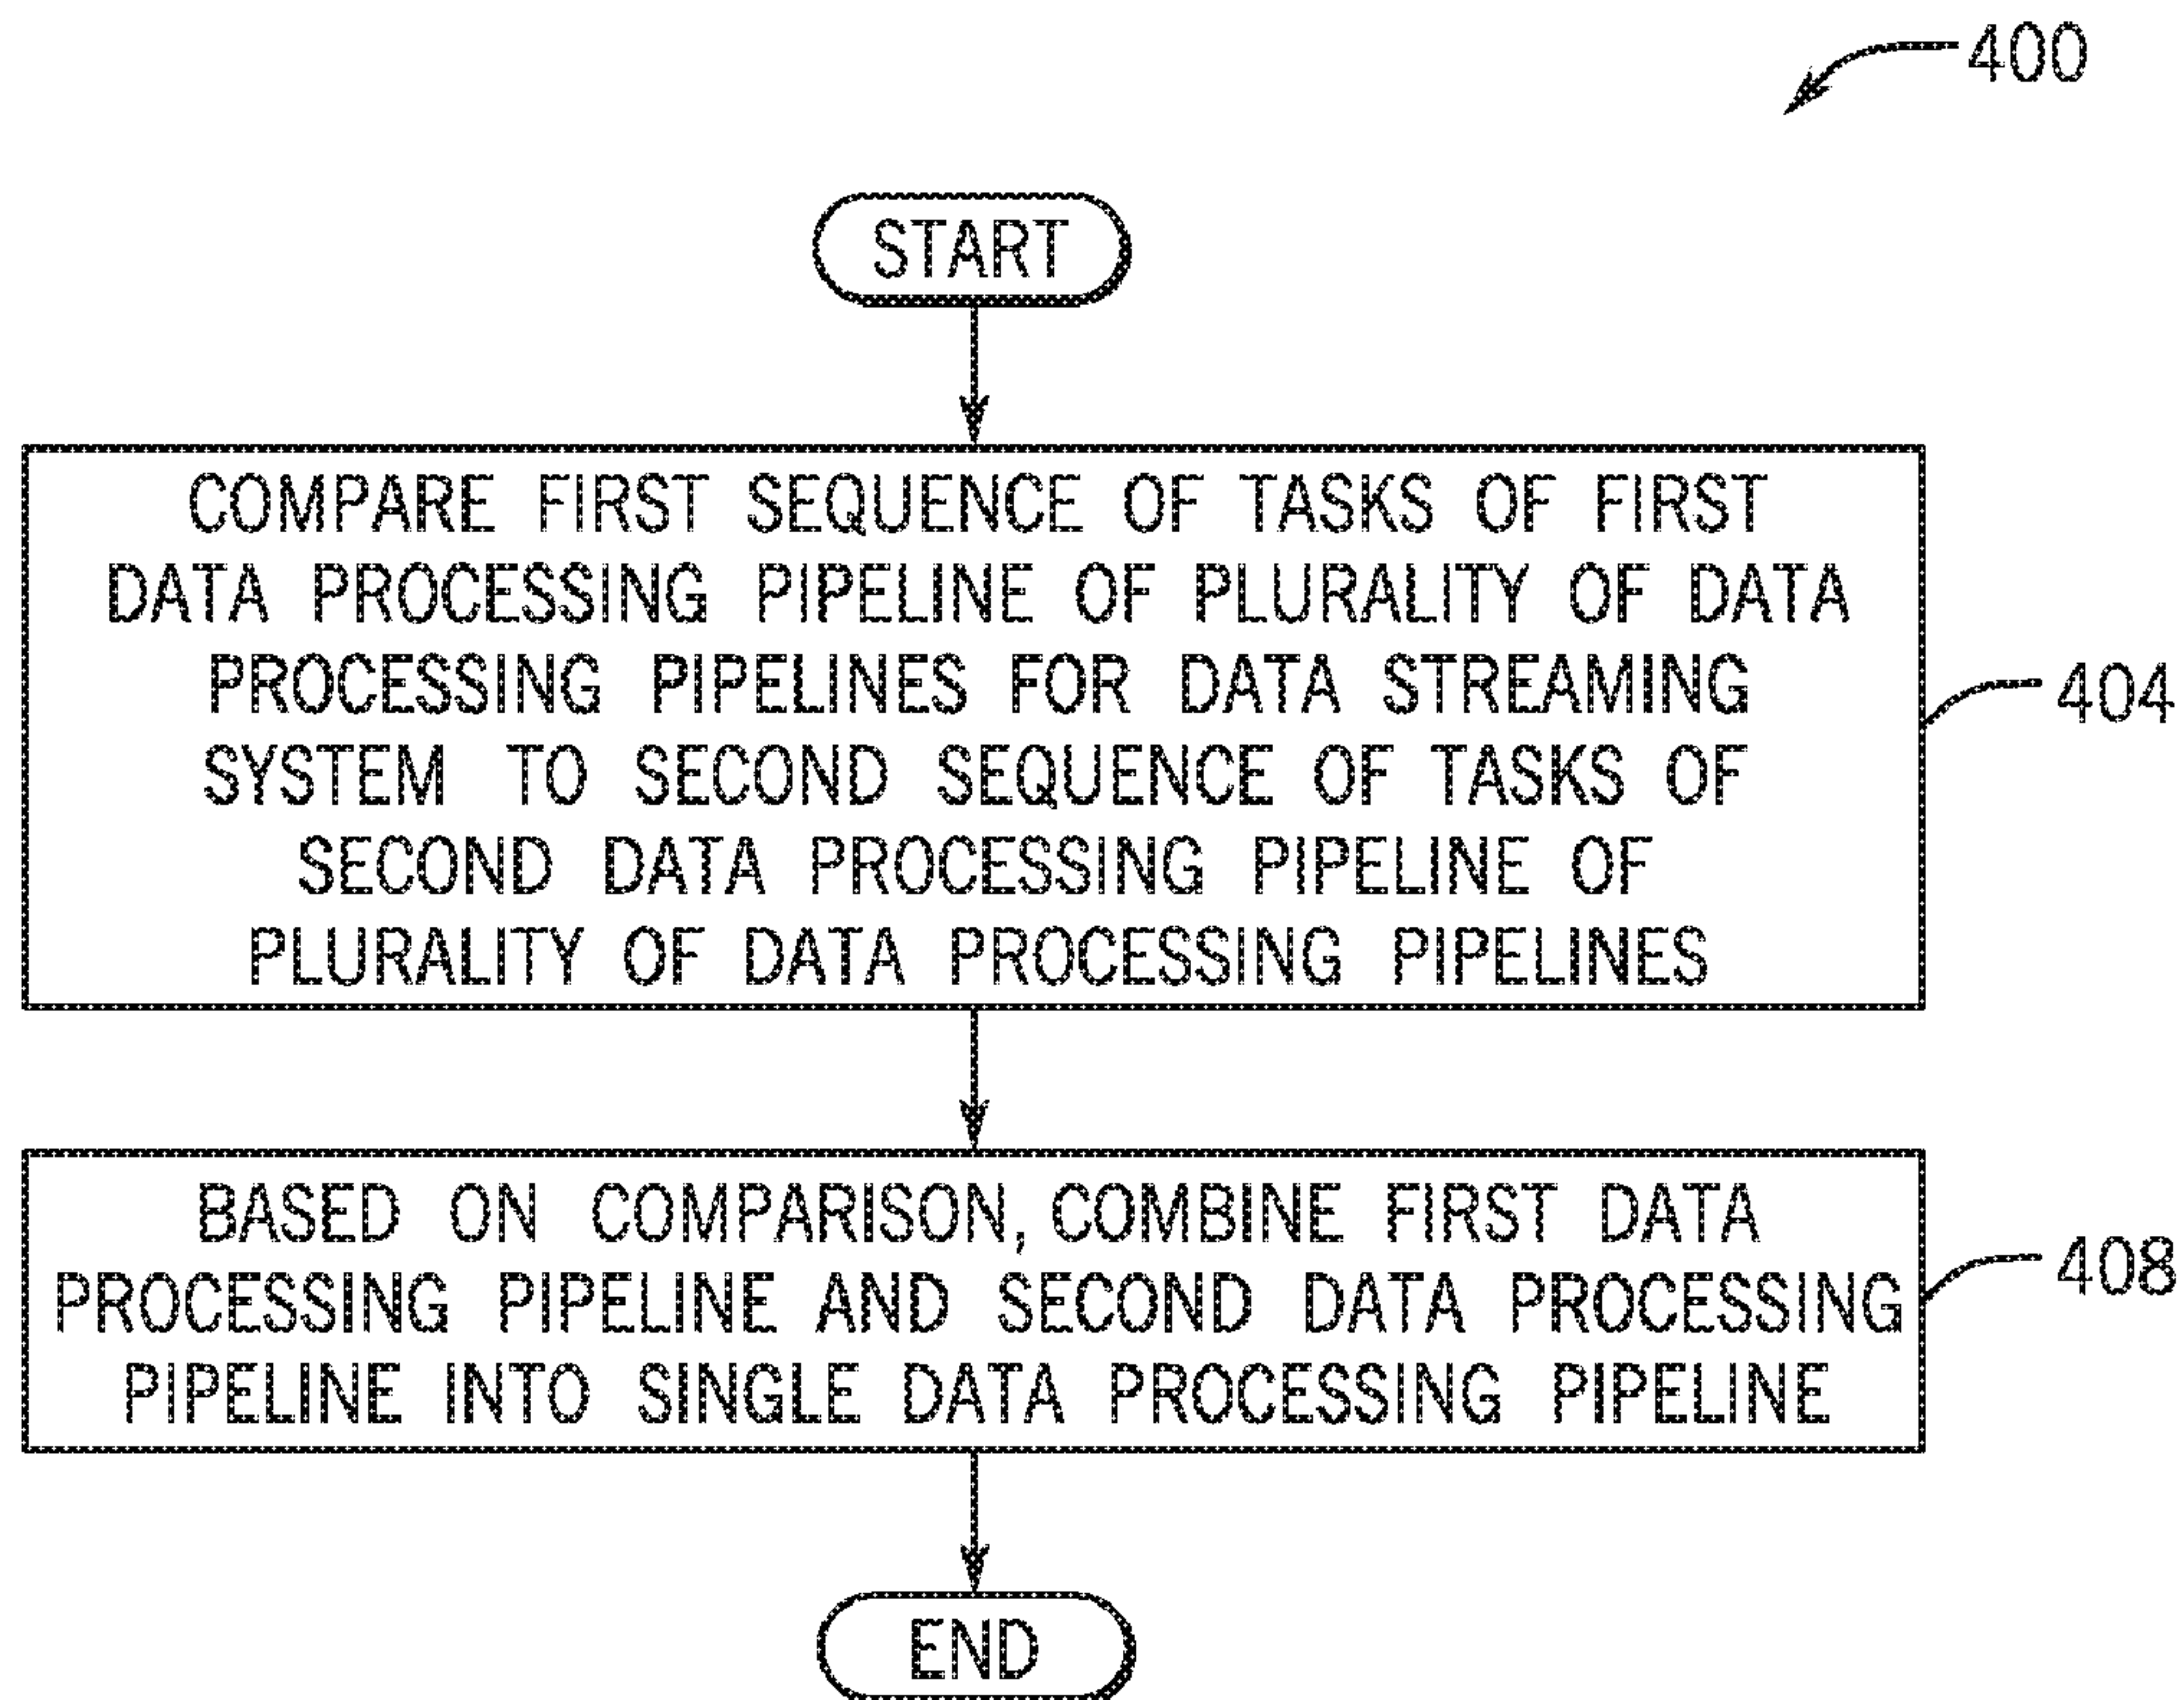 400
START
COMPARE FIRST SEQUENCE OF TASKS OF FIRST
DATA PROCESSING PIPELINE OF PLURALITY OF DATA
PROCESSING PIPELINES FOR DATA STREAMING
SYSTEM TO SECOND SEQUENCE OF TASKS OF
SECOND DATA PROCESSING PIPELINE OF
PLURALITY OF DATA PROCESSING PIPELINES
404
BASED ON COMPARISON, COMBINE FIRST DATA
PROCESSING PIPELINE AND SECOND DATA PROCESSING
PIPELINE INTO SINGLE DATA PROCESSING PIPELINE
408
END